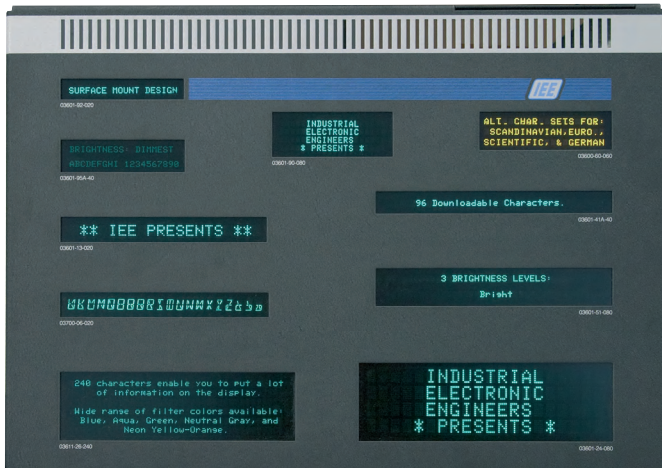 SURFACE MOUNT DESIGN
03601-92-020
IEE
INDUSTRIAL
ELECTRONIC
ENGINEERS
* PRESENTS *
03601-90-080
ALT. CHAR. SETS FOR:
SCANDINAVIAN,EURO.,
SCIENTIFIC, & GERMAN
03600-60-060
BRIGHTNESS: DIMMEST
ABCDEFGHI 1234567890
03601-95A-40
96 Downloadable Characters.
03601-41A-40
** IEE PRESENTS **
03601-13-020
3 BRIGHTNESS LEVELS:
Bright
03601-51-080
03700-06-020
240 characters enable you to put a lot
of information on the display.
Wide range of filter colors available:
Blue, Aqua, Green, Neutral Gray, and
Neon Yellow-Orange.
03611-26-240
INDUSTRIAL
ELECTRONIC
ENGINEERS
* PRESENTS *
03601-24-080